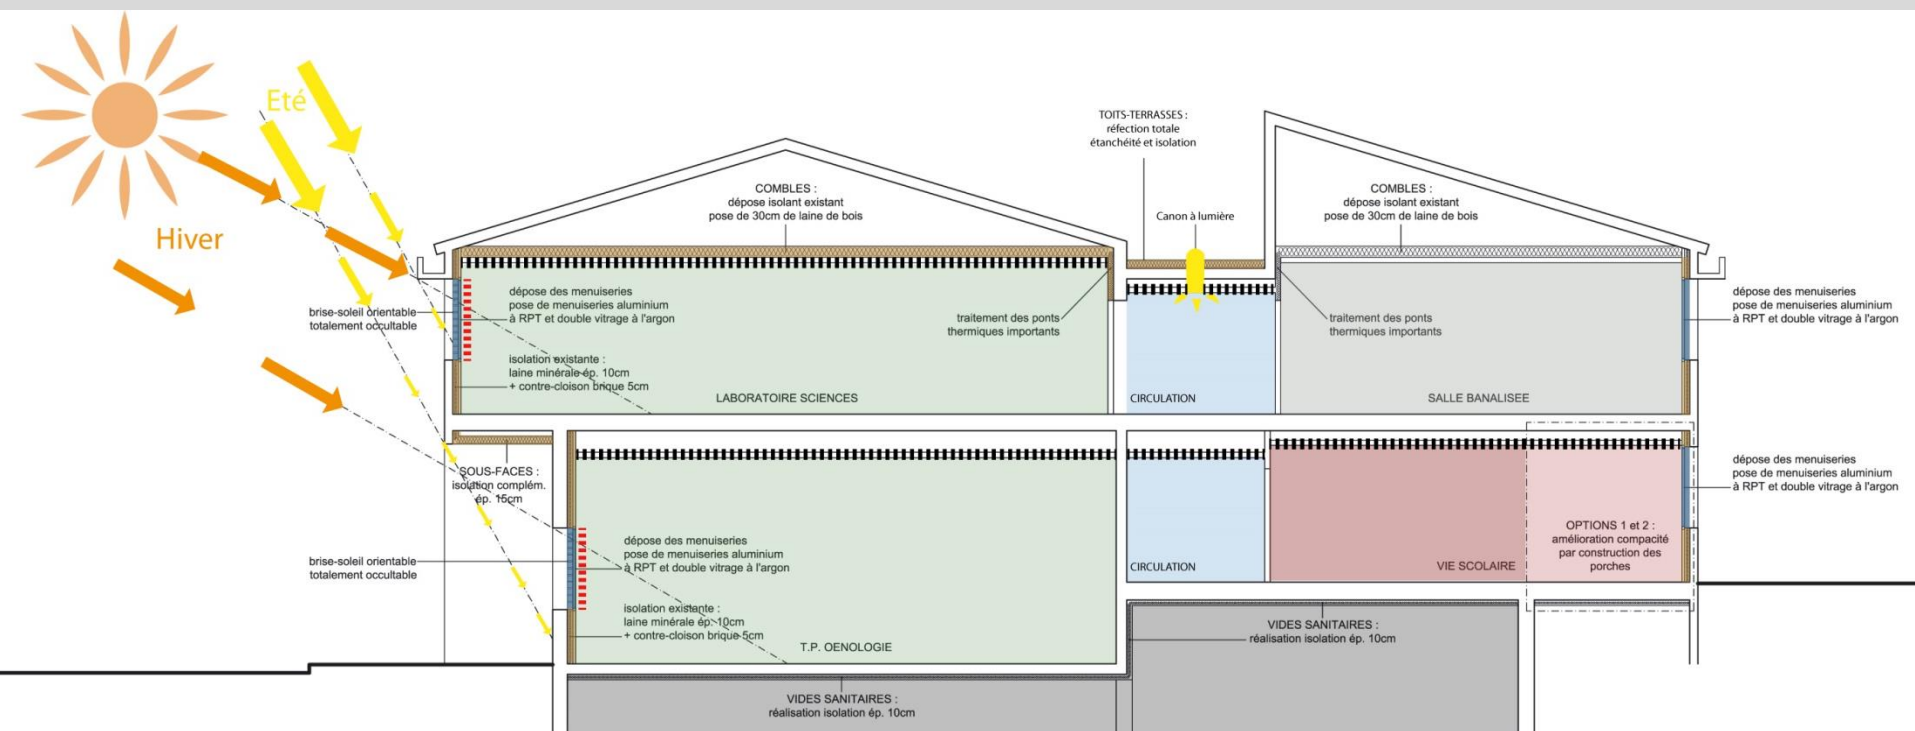 Eté
Hiver
TOITS-TERRASSES :
réfection totale
étanchéité et isolation
COMBLES :
dépose isolant existant
pose de 30cm de laine de bois
Canon à lumière
COMBLES :
dépose isolant existant
pose de 30cm de laine de bois
brise-soleil orientable
totalement occultable
dépose des menuiseries
pose de menuiseries aluminium
à RPT et double vitrage à l'argon
traitement des ponts
thermiques importants
traitement des ponts
thermiques importants
dépose des menuiseries
pose de menuiseries aluminium
à RPT et double vitrage à l'argon
isolation existante :
laine minérale ép. 10cm
+ contre-cloison brique 5cm
LABORATOIRE SCIENCES
CIRCULATION
SALLE BANALISEE
SOUS-FACES :
isolation complém.
ép. 15cm
dépose des menuiseries
pose de menuiseries aluminium
à RPT et double vitrage à l'argon
brise-soleil orientable
totalement occultable
dépose des menuiseries
pose de menuiseries aluminium
à RPT et double vitrage à l'argon
OPTIONS 1 et 2 :
amélioration compacité
par construction des
porches
CIRCULATION
VIE SCOLAIRE
isolation existante :
laine minérale ép. 10cm
+ contre-cloison brique 5cm
T.P. OENOLOGIE
VIDES SANITAIRES :
réalisation isolation ép. 10cm
VIDES SANITAIRES :
réalisation isolation ép. 10cm